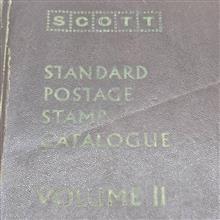 SCOTT
STANDARD
POSTAGE
STAMP
CATALOGUE
VOLUME II